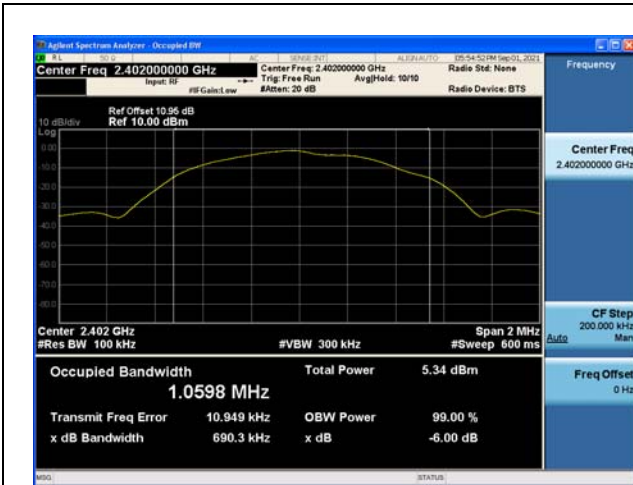 Agilent Spectrum Analyzer - Occupied BW
RL 50 Ω AC SENSE:INT ALIGN AUTO 05:54:52 PM Sep 01, 2021
Center Freq 2.402000000 GHz
Center Freq: 2.402000000 GHz
Radio Std: None
Input: RF
Trig: Free Run
Avg|Hold: 10/10
#IFGain:Low
#Atten: 20 dB
Radio Device: BTS
Frequency
Ref Offset 10.95 dB
10 dB/div
Ref 10.00 dBm
Log
0.00
-10.0
-20.0
-30.0
-40.0
-50.0
-60.0
-70.0
-80.0
Center Freq
2.402000000 GHz
Center 2.402 GHz
Span 2 MHz
#Res BW 100 kHz
#VBW 300 kHz
#Sweep 600 ms
CF Step
200.000 kHz
Auto Man
Occupied Bandwidth
Total Power 5.34 dBm
1.0598 MHz
Freq Offset
0 Hz
Transmit Freq Error 10.949 kHz
OBW Power 99.00 %
x dB Bandwidth 690.3 kHz
x dB -6.00 dB
MSG
STATUS